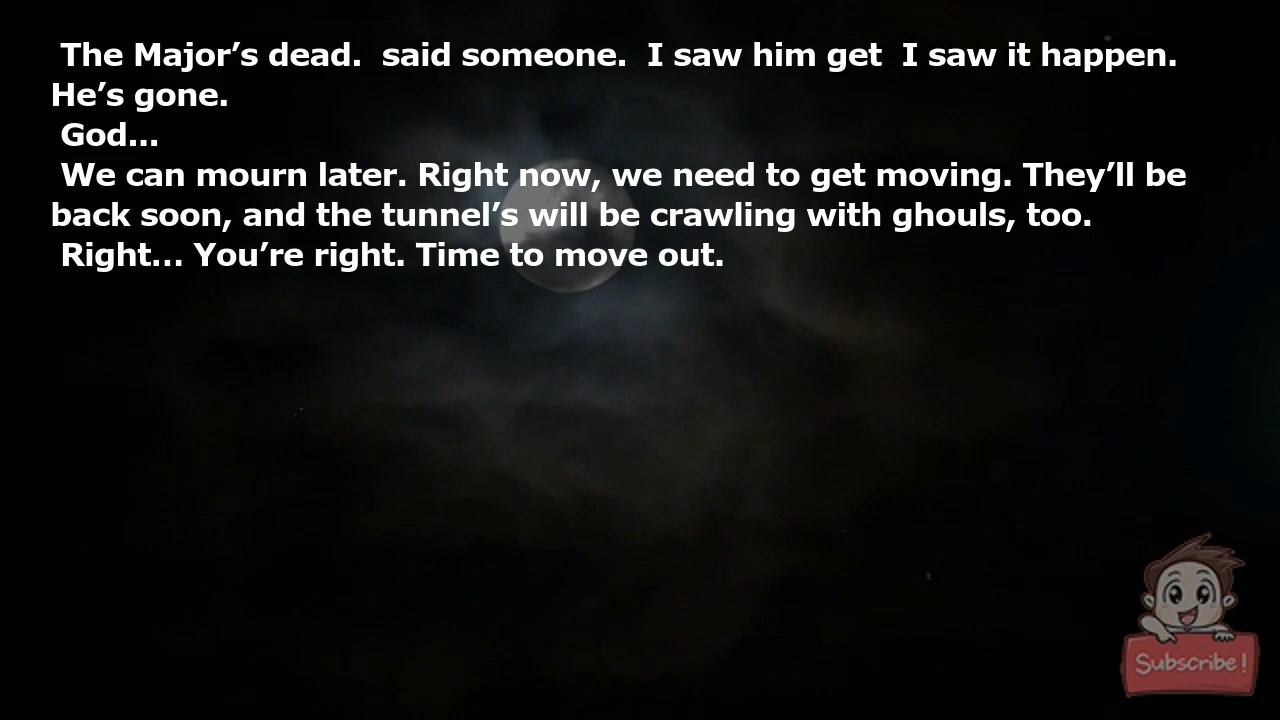 The Major’s dead.  said someone.  I saw him get  I saw it happen.
He’s gone.
God...
We can mourn later. Right now, we need to get moving. They’ll be
back soon, and the tunnel’s will be crawling with ghouls, too.
Right... You’re right. Time to move out.
Subscribe!